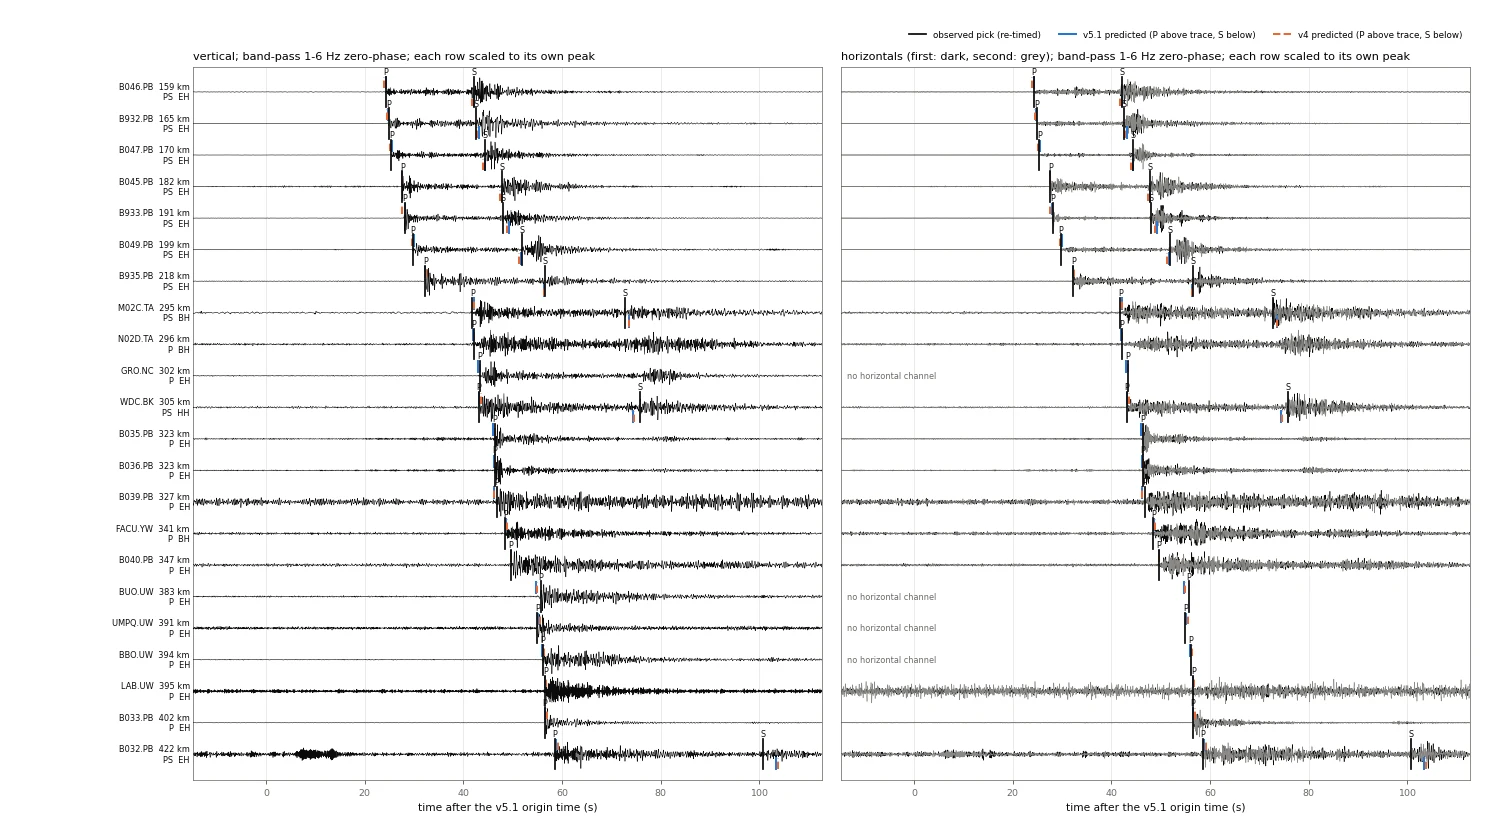 observed pick (re-timed)
v5.1 predicted (P above trace, S below)
v4 predicted (P above trace, S below)
vertical; band-pass 1-6 Hz zero-phase; each row scaled to its own peak
horizontals (first: dark, second: grey); band-pass 1-6 Hz zero-phase; each row scaled to its own peak
B046.PB 159 km
PS EH
B932.PB 165 km
PS EH
B047.PB 170 km
PS EH
B045.PB 182 km
PS EH
B933.PB 191 km
PS EH
B049.PB 199 km
PS EH
B935.PB 218 km
PS EH
M02C.TA 295 km
PS BH
N02D.TA 296 km
P BH
GRO.NC 302 km
P EH
no horizontal channel
WDC.BK 305 km
PS HH
B035.PB 323 km
P EH
B036.PB 323 km
P EH
B039.PB 327 km
P EH
FACU.YW 341 km
P BH
B040.PB 347 km
P EH
BUO.UW 383 km
P EH
no horizontal channel
UMPQ.UW 391 km
P EH
no horizontal channel
BBO.UW 394 km
P EH
no horizontal channel
LAB.UW 395 km
P EH
B033.PB 402 km
P EH
B032.PB 422 km
PS EH
0 20 40 60 80 100
0 20 40 60 80 100
time after the v5.1 origin time (s)
time after the v5.1 origin time (s)